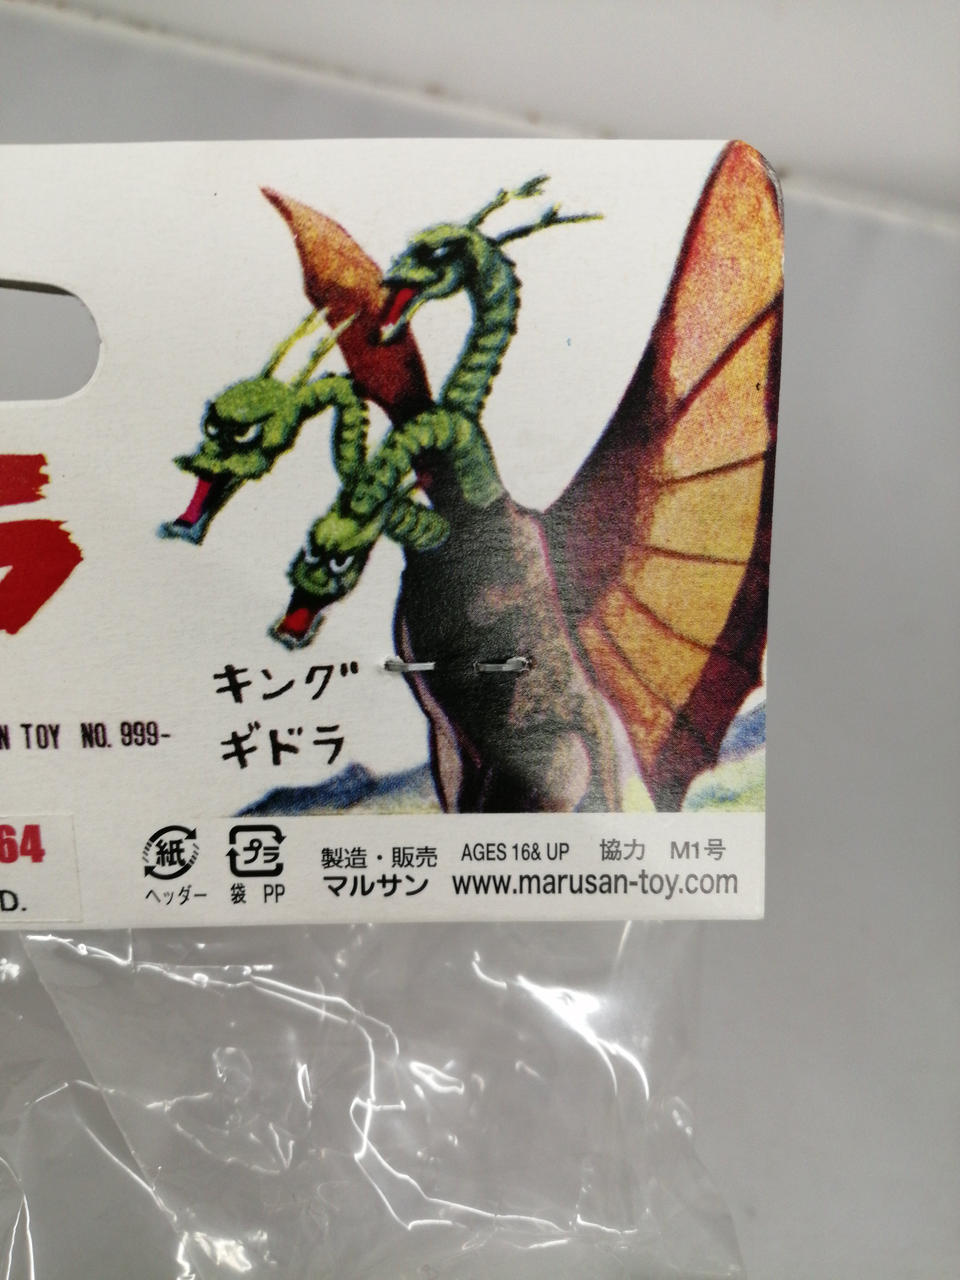 ラ
キング
ギドラ
N TOY NO. 999-
64
D.
紙
プラ
ヘッダー
袋 PP
製造・販売
マルサン
AGES 16& UP 協力 M1号
www.marusan-toy.com